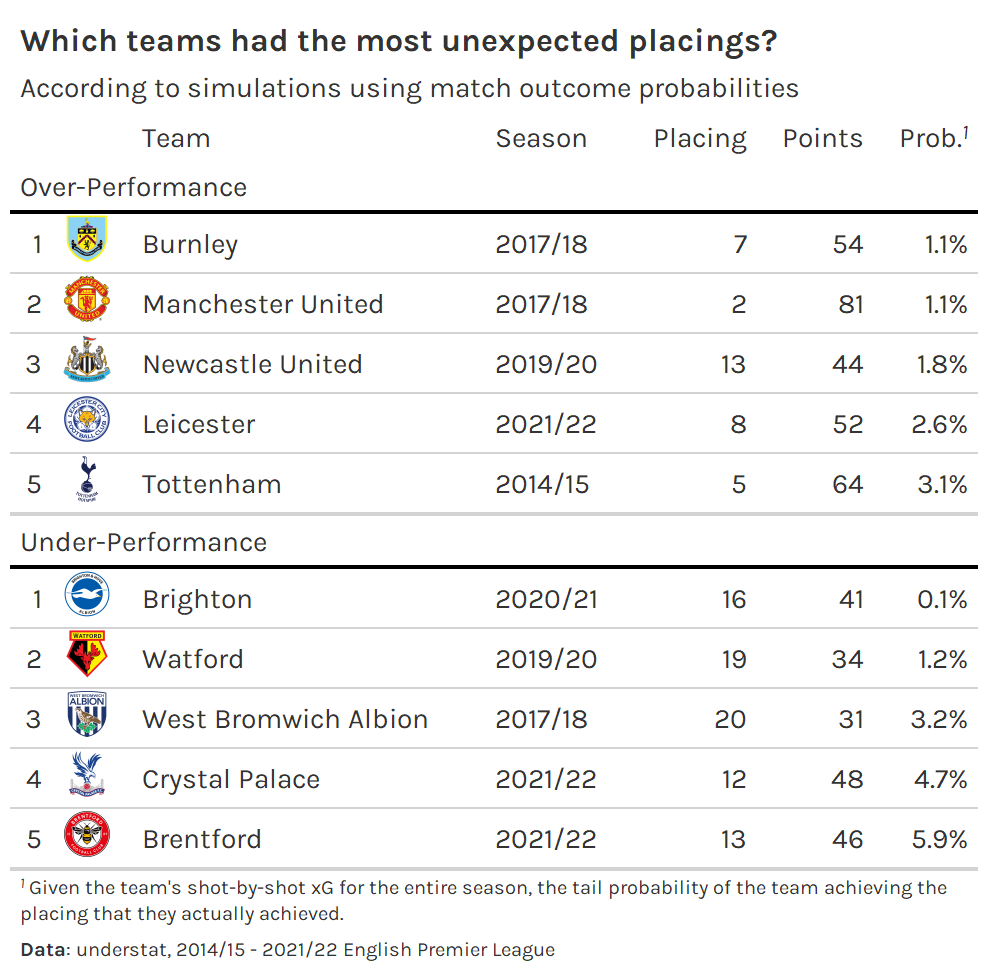 Which teams had the most unexpected placings?
According to simulations using match outcome probabilities
Team Season Placing Points Prob.¹
Over-Performance
1 Burnley 2017/18 7 54 1.1%
2 Manchester United 2017/18 2 81 1.1%
3 Newcastle United 2019/20 13 44 1.8%
4 Leicester 2021/22 8 52 2.6%
5 Tottenham 2014/15 5 64 3.1%
Under-Performance
1 Brighton 2020/21 16 41 0.1%
2 WATFORD Watford 2019/20 19 34 1.2%
3 ALBION West Bromwich Albion 2017/18 20 31 3.2%
4 Crystal Palace 2021/22 12 48 4.7%
5 Brentford 2021/22 13 46 5.9%
¹ Given the team's shot-by-shot xG for the entire season, the tail probability of the team achieving the
placing that they actually achieved.
Data: understat, 2014/15 - 2021/22 English Premier League